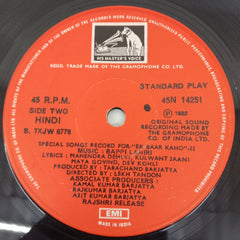 HIS MASTER'S VOICE
REGD. TRADE MARK OF THE GRAMOPHONE CO. LTD.
STANDARD PLAY
45 R.P.M.
SIDE TWO
HINDI
B. 7XJW 8776
45N 14251
℗ 1982
ORIGINAL SOUND
RECORDING MADE BY
THE GRAMOPHONE
CO. OF INDIA LTD
SPECIAL SONGS RECORD FOR "EK BAAR KAHO"-II
MUSIC: BAPPI LAHIRI
LYRICS: MAHENDRA DEHLVI, KULWANT JAANI
MAYA GOVIND, DEV KOHLI
PRODUCED BY: TARACHAND BARJATYA
DIRECTED BY: LEKH TANDON
ASSOCIATE PRODUCERS:
KAMAL KUMAR BARJATYA
RAJKUMAR BARJATYA
AJIT KUMAR BARJATYA
RAJSHRI RELEASE
EMI
MADE IN INDIA